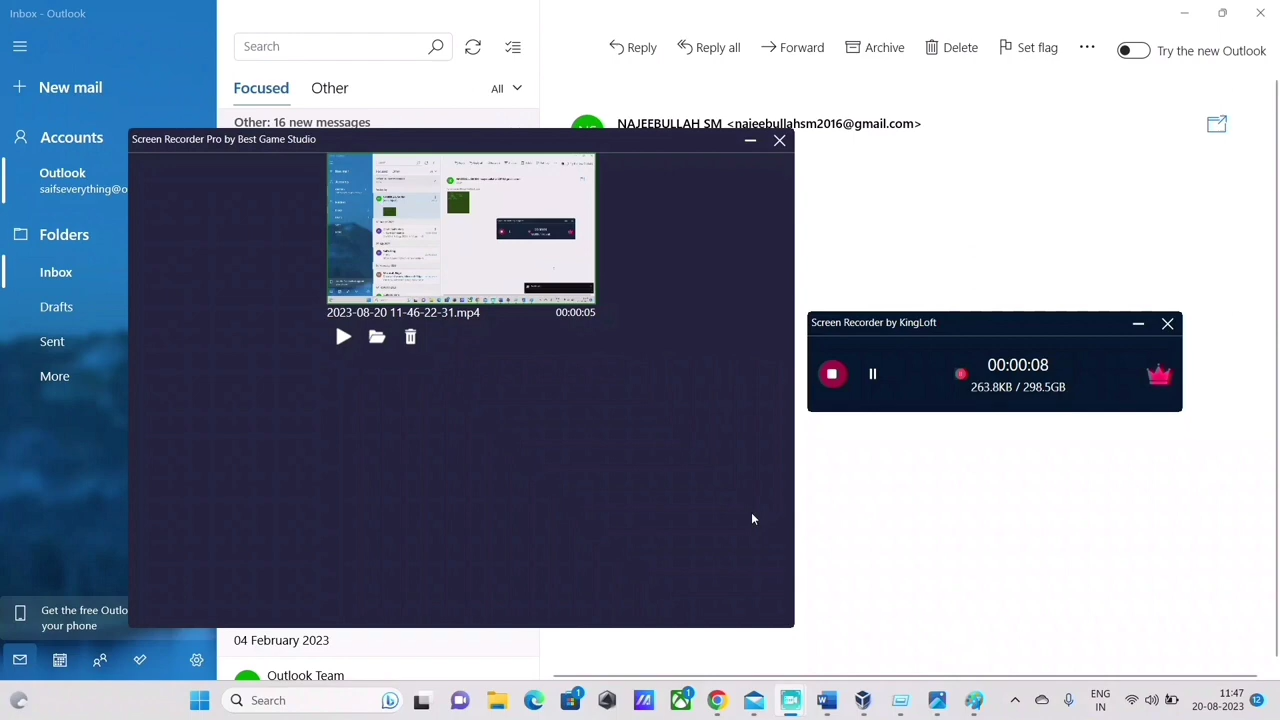 Inbox - Outlook
Search
Reply
Reply all
Forward
Archive
Delete
Set flag
Try the new Outlook
New mail
Focused
Other
All
Other: 16 new messages
NAJEEBULLAH SM <najeebullahsm2016@gmail.com>
Accounts
Screen Recorder Pro by Best Game Studio
Outlook
saifseverything@o
Folders
Inbox
Drafts
Sent
More
2023-08-20 11-46-22-31.mp4
00:00:05
Screen Recorder by KingLoft
00:00:08
263.8KB / 298.5GB
Get the free Outlo
your phone
04 February 2023
Outlook Team
Search
1
1
ENG
IN
11:47
20-08-2023
12